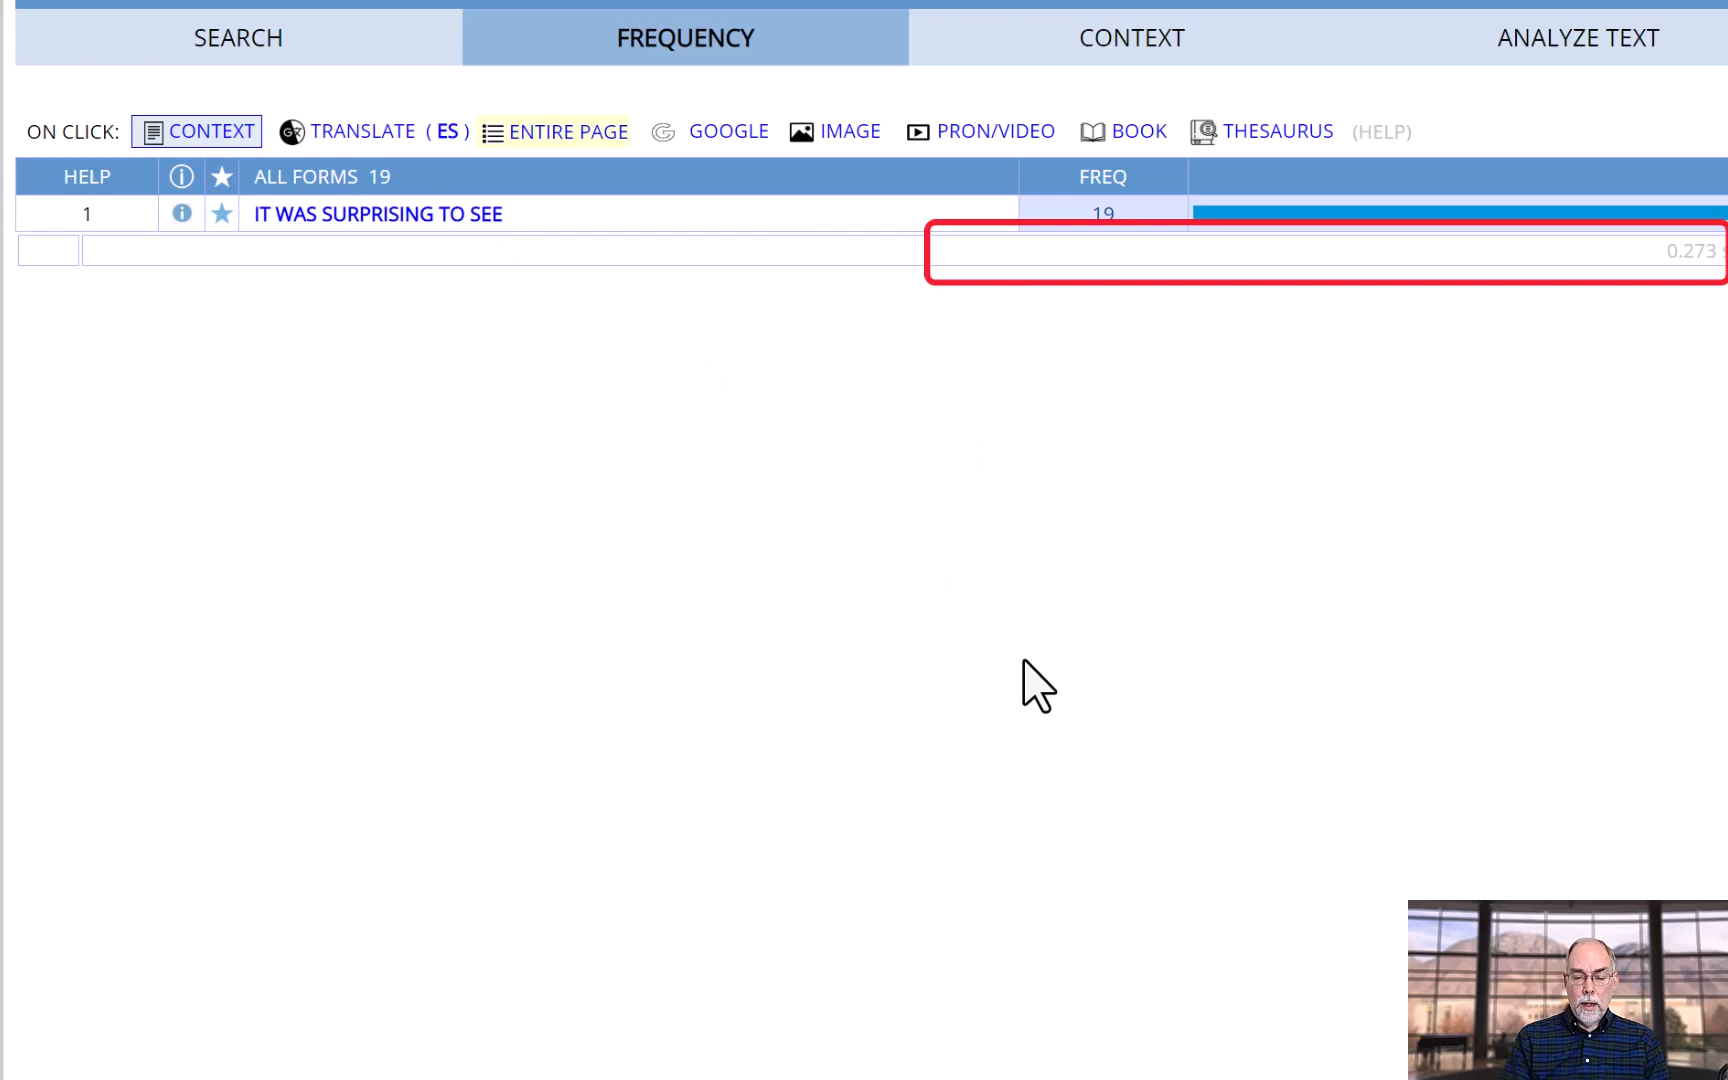 SEARCH FREQUENCY CONTEXT ANALYZE TEXT
ON CLICK: CONTEXT TRANSLATE ( ES ) ENTIRE PAGE GOOGLE IMAGE PRON/VIDEO BOOK THESAURUS (HELP)
HELP ALL FORMS 19 FREQ
1 IT WAS SURPRISING TO SEE 19
0.273